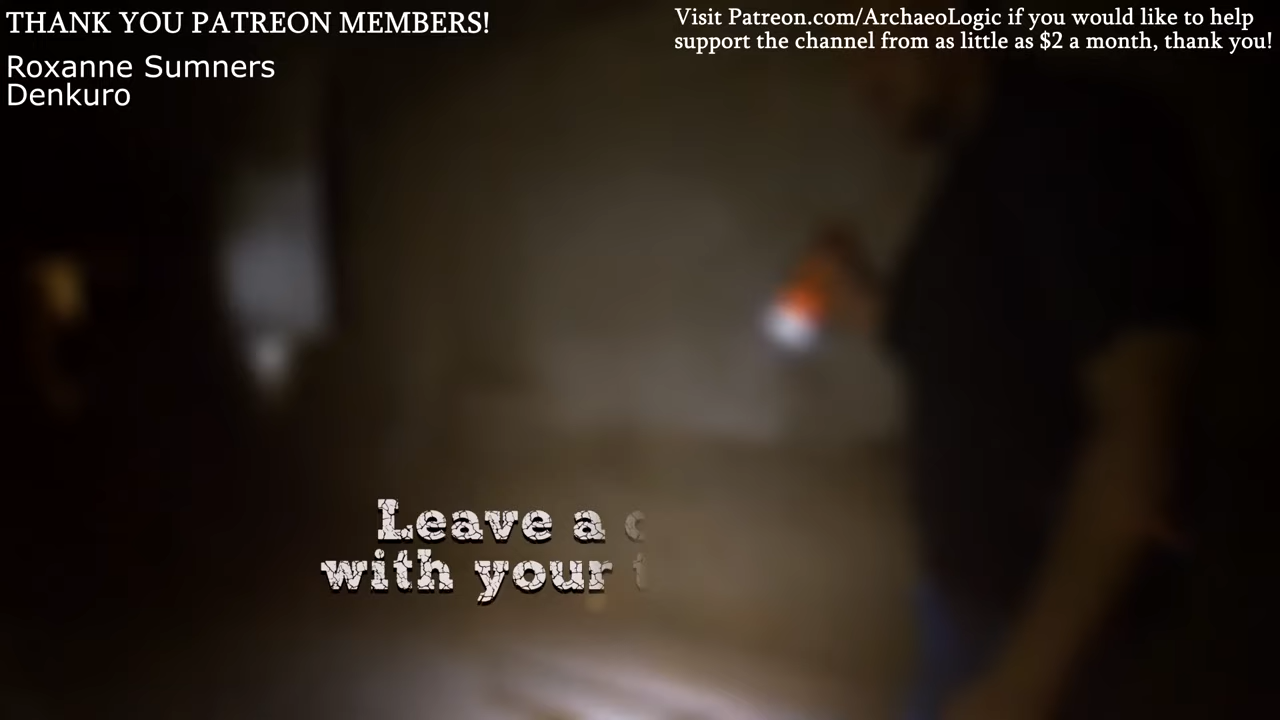 THANK YOU PATREON MEMBERS!
Roxanne Sumners
Denkuro
Visit Patreon.com/ArchaeoLogic if you would like to help
support the channel from as little as $2 a month, thank you!
Leave a
with your